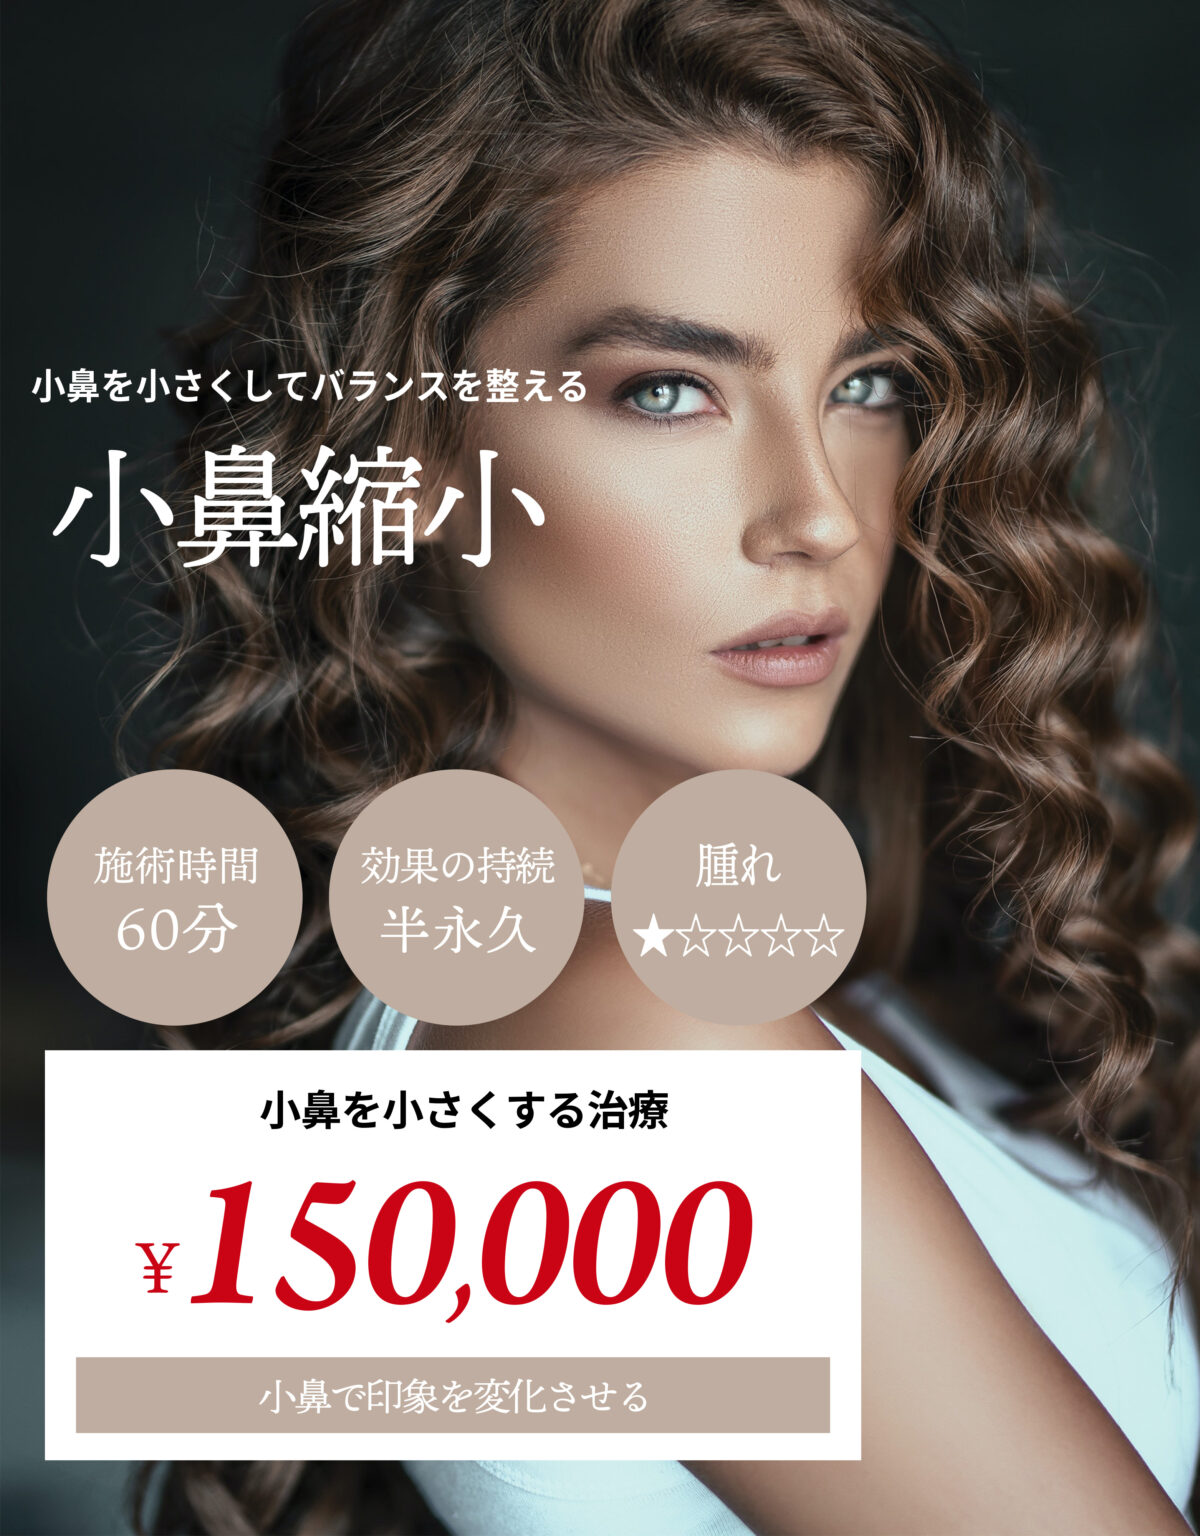 小鼻を小さくしてバランスを整える
小鼻縮小
施術時間
60分
効果の持続
半永久
腫れ
★☆☆☆☆
小鼻を小さくする治療
¥150,000
小鼻で印象を変化させる